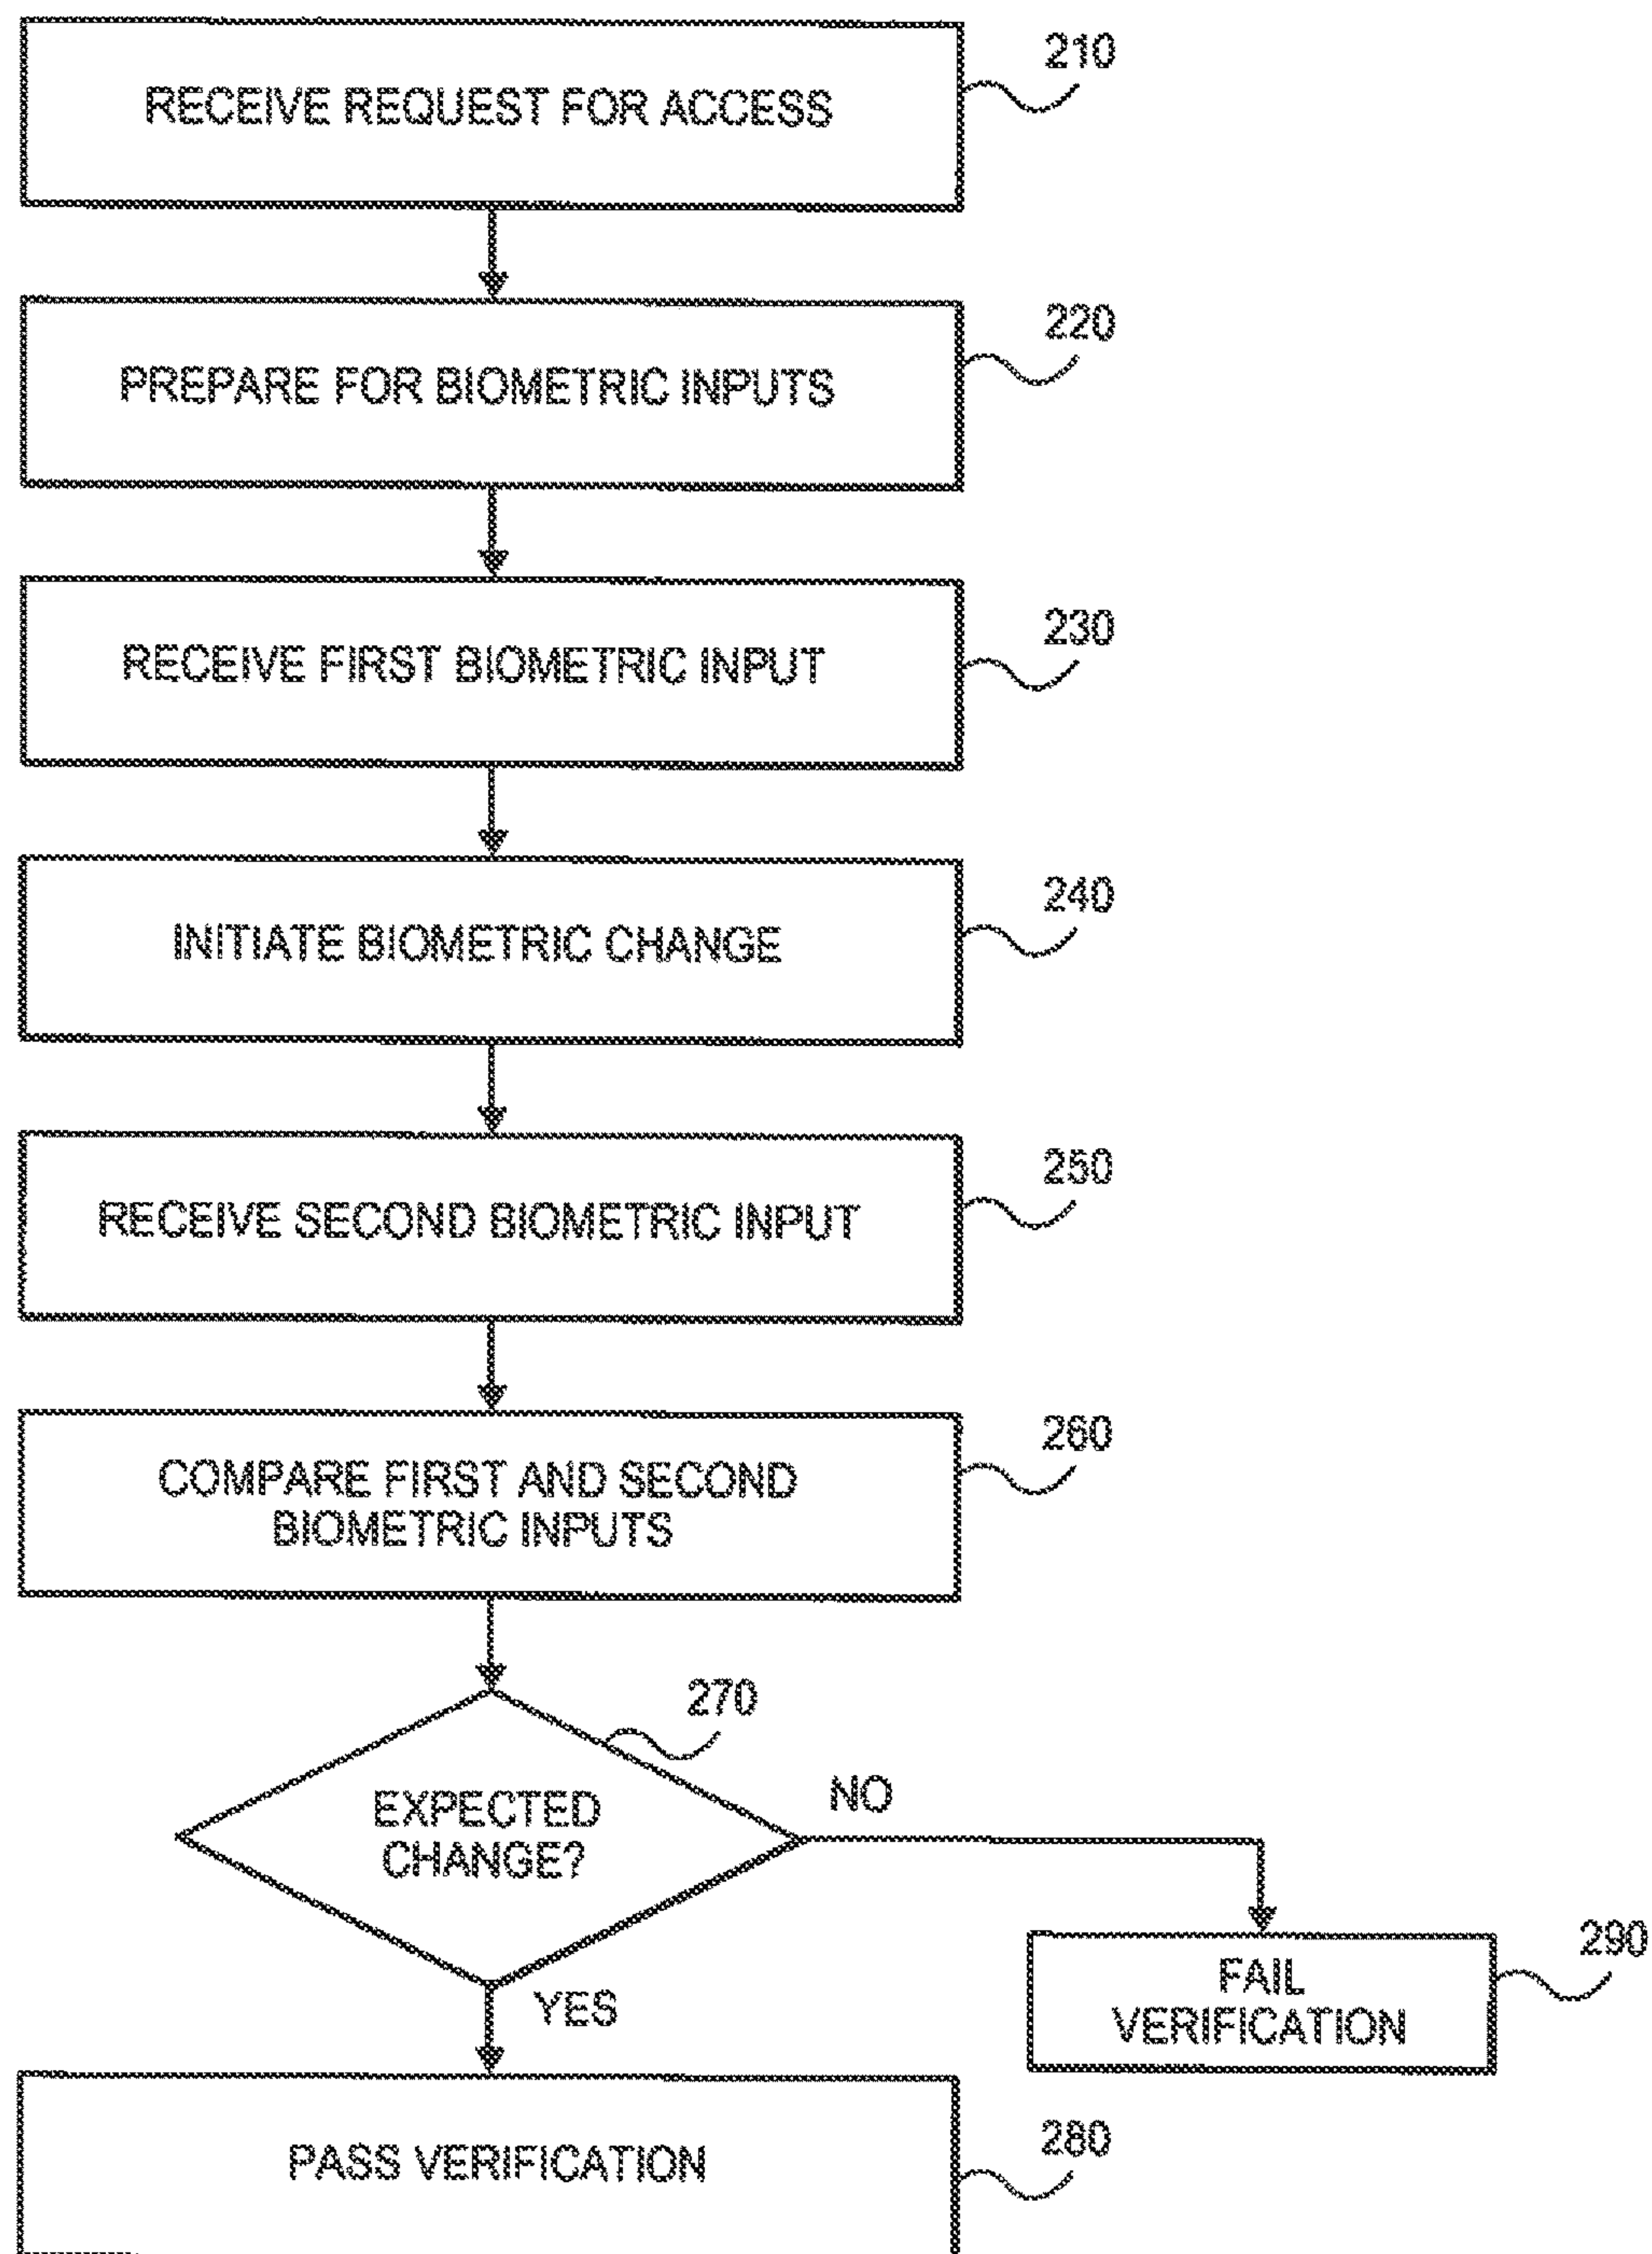 RECEIVE REQUEST FOR ACCESS
210
PREPARE FOR BIOMETRIC INPUTS
220
RECEIVE FIRST BIOMETRIC INPUT
230
INITIATE BIOMETRIC CHANGE
240
RECEIVE SECOND BIOMETRIC INPUT
250
COMPARE FIRST AND SECOND
BIOMETRIC INPUTS
260
270
EXPECTED
CHANGE?
NO
YES
FAIL
VERIFICATION
290
PASS VERIFICATION
280